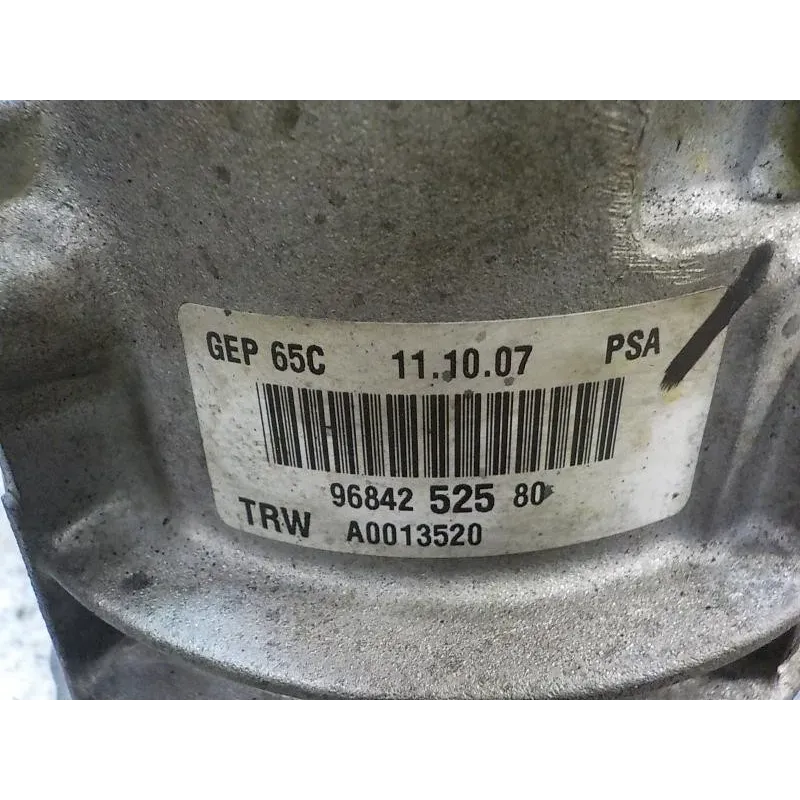 GEP 65C 11.10.07 PSA
96842 525 80
TRW A0013520